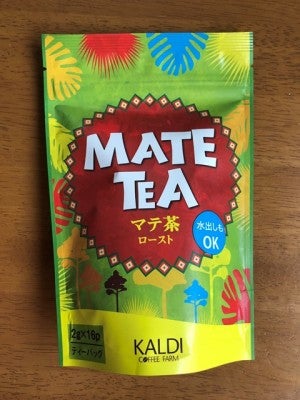 MATE
TEA
マテ茶
ロースト
水出しも
OK
2g×16p
ティーバッグ
KALDI
COFFEE FARM